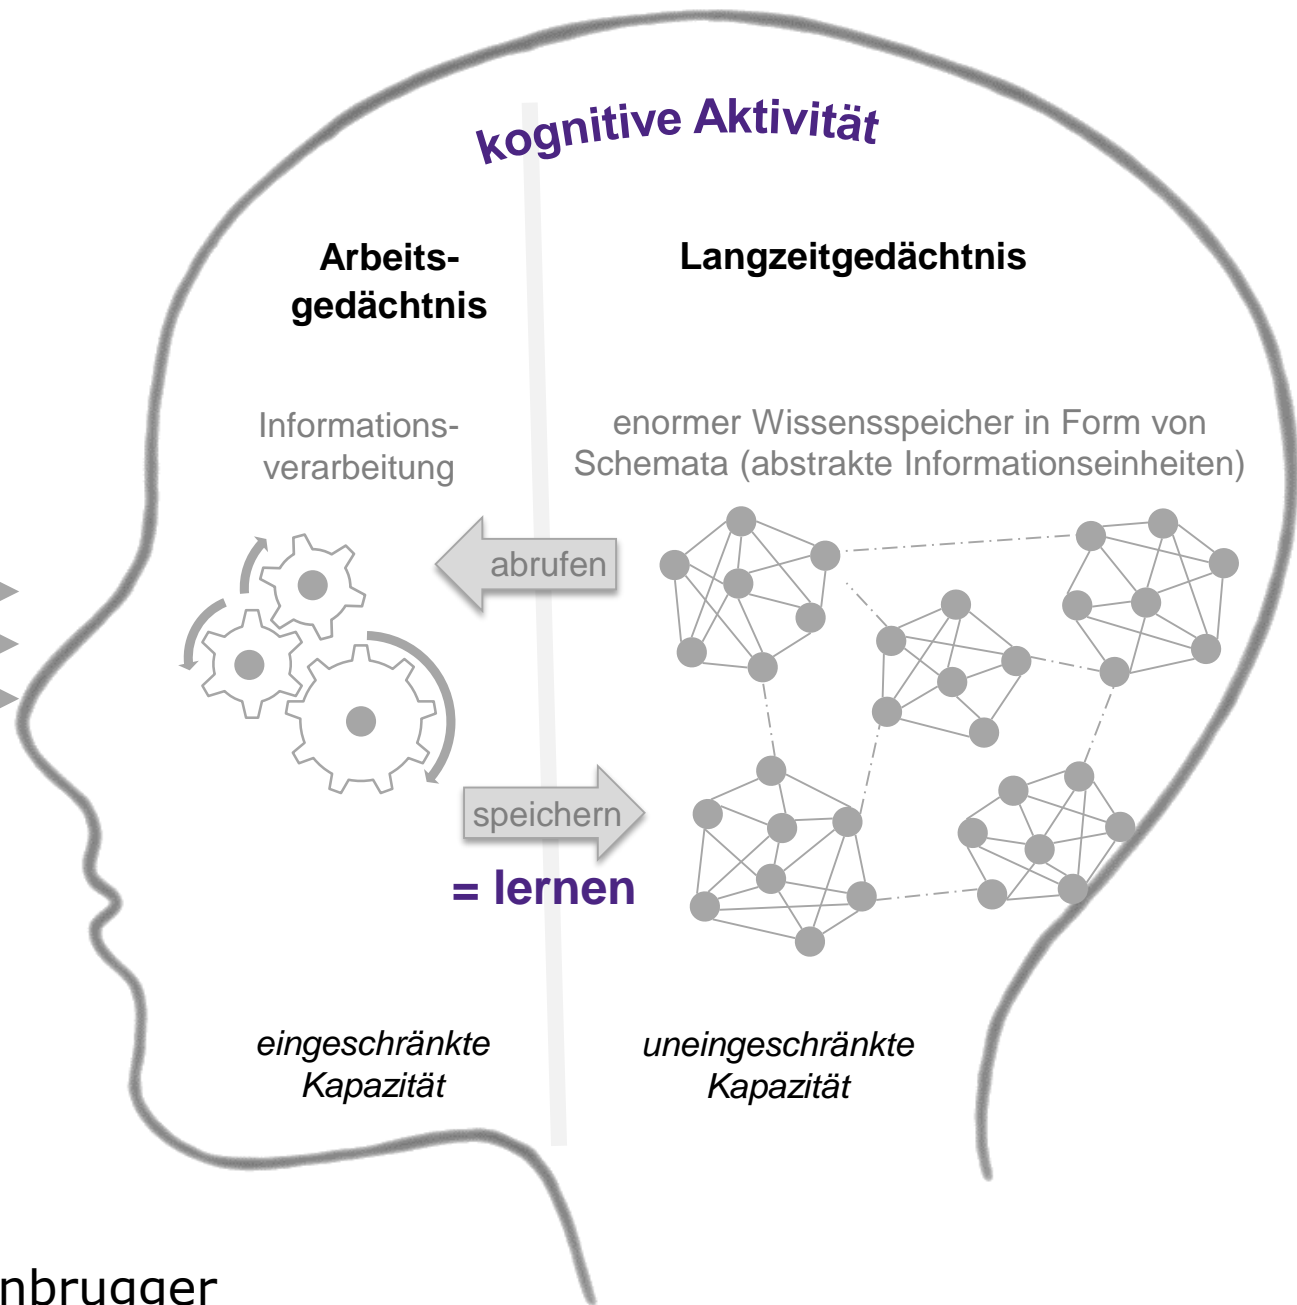 kognitive Aktivität
Arbeits-
gedächtnis
Langzeitgedächtnis
Informations-
verarbeitung
enormer Wissensspeicher in Form von
Schemata (abstrakte Informationseinheiten)
abrufen
speichern
= lernen
eingeschränkte
Kapazität
uneingeschränkte
Kapazität
nbrugger